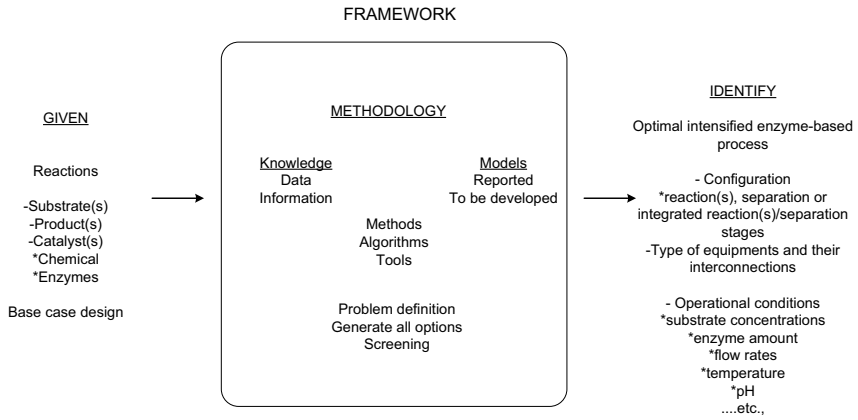 FRAMEWORK
GIVEN
Reactions
-Substrate(s)
-Product(s)
-Catalyst(s)
*Chemical
*Enzymes
Base case design
METHODOLOGY
Knowledge
Data
Information
Models
Reported
To be developed
Methods
Algorithms
Tools
Problem definition
Generate all options
Screening
IDENTIFY
Optimal intensified enzyme-based
process
- Configuration
*reaction(s), separation or
integrated reaction(s)/separation
stages
-Type of equipments and their
interconnections
- Operational conditions
*substrate concentrations
*enzyme amount
*flow rates
*temperature
*pH
....etc.,